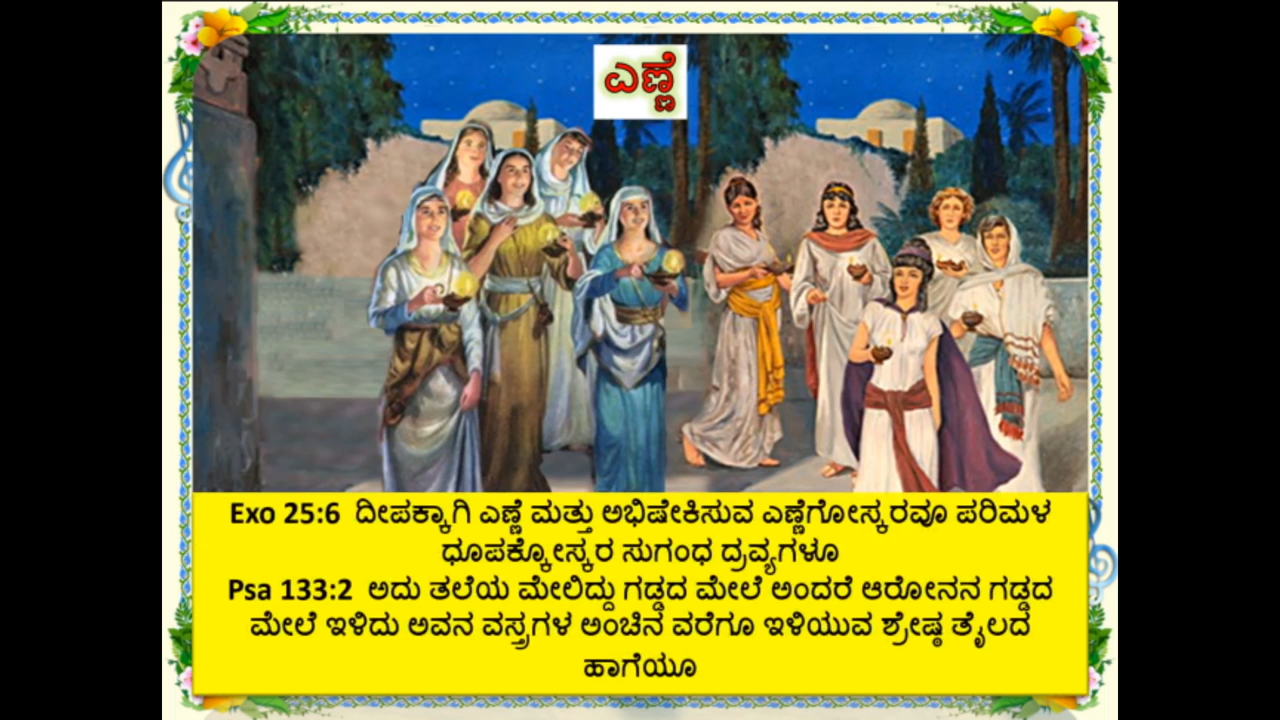 ಎಣ್ಣೆ
Exo 25:6 ದೀಪಕ್ಕಾಗಿ ಎಣ್ಣೆ ಮತ್ತು ಅಭಿಷೇಕಿಸುವ ಎಣ್ಣೆಗೋಸ್ಕರವೂ ಪರಿಮಳ
ಧೂಪಕ್ಕೋಸ್ಕರ ಸುಗಂಧ ದ್ರವ್ಯಗಳೂ
Psa 133:2 ಅದು ತಲೆಯ ಮೇಲಿದ್ದು ಗಡ್ಡದ ಮೇಲೆ ಅಂದರೆ ಆರೋನನ ಗಡ್ಡದ
ಮೇಲೆ ಇಳಿದು ಅವನ ವಸ್ತ್ರಗಳ ಅಂಚಿನ ವರೆಗೂ ಇಳಿಯುವ ಶ್ರೇಷ್ಠ ತೈಲದ
ಹಾಗೆಯೂ